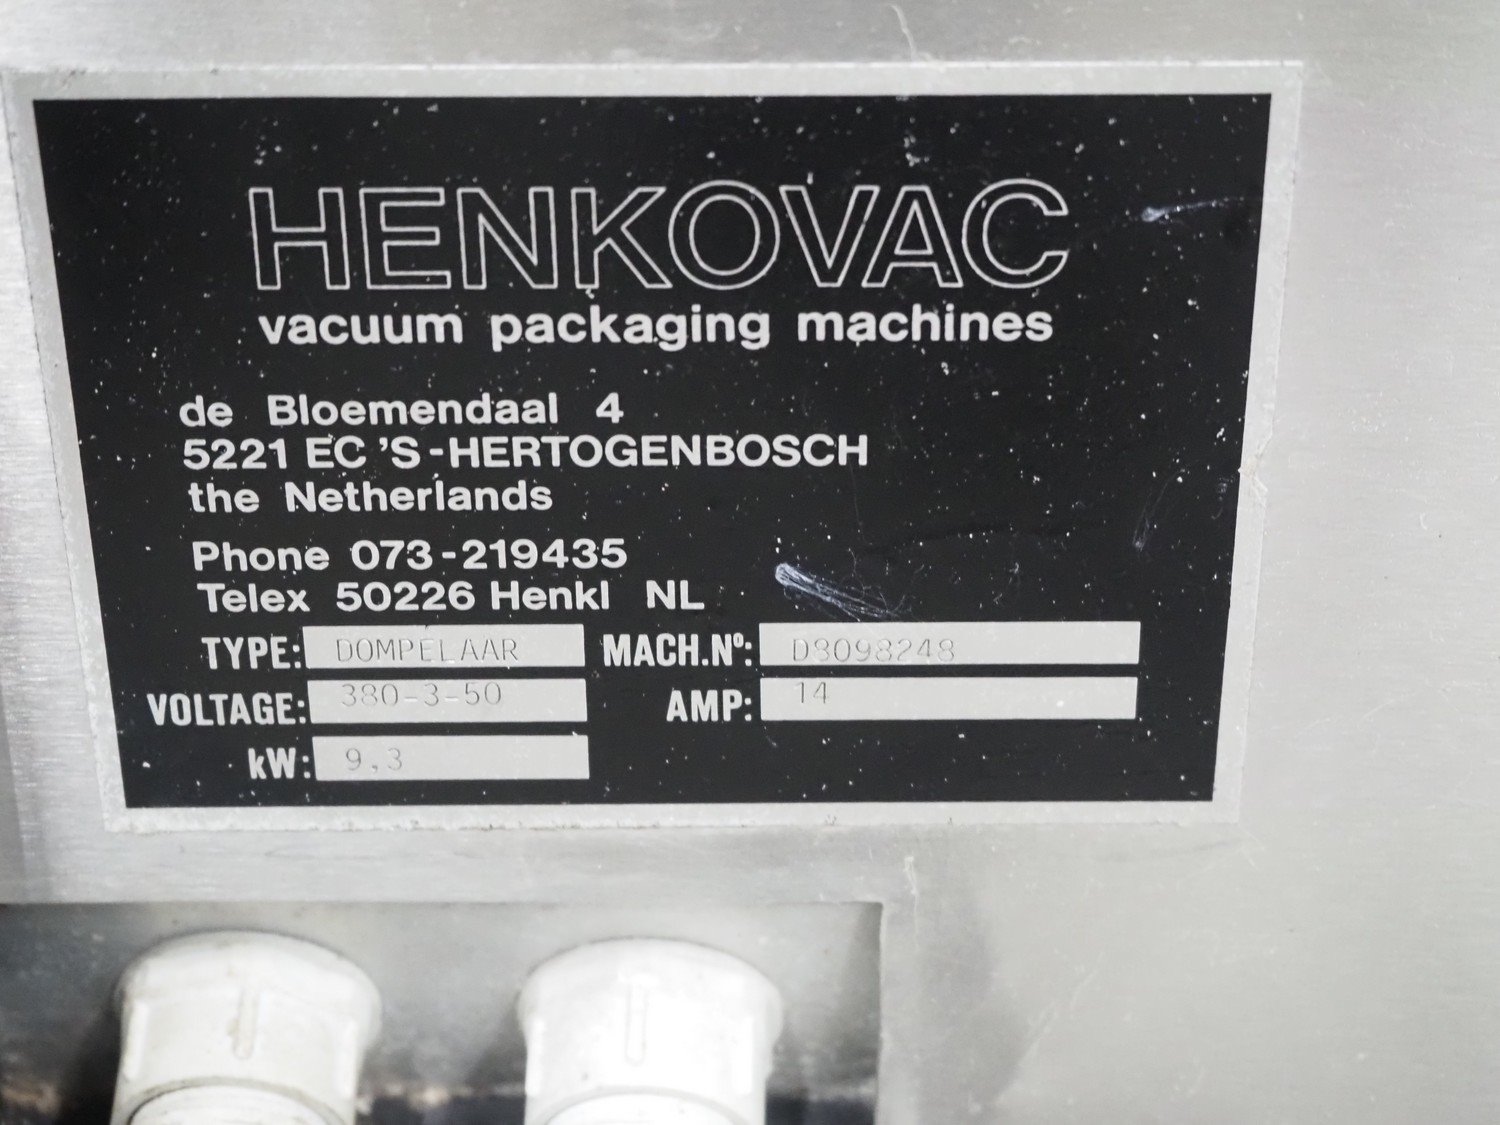 HENKOVAC
vacuum packaging machines
de Bloemendaal 4
5221 EC 'S-HERTOGENBOSCH
the Netherlands
Phone 073-219435
Telex 50226 Henkl NL
TYPE: DOMPELAAR MACH.Nº: D8098248
VOLTAGE: 380-3-50 AMP: 14
kW: 9,3